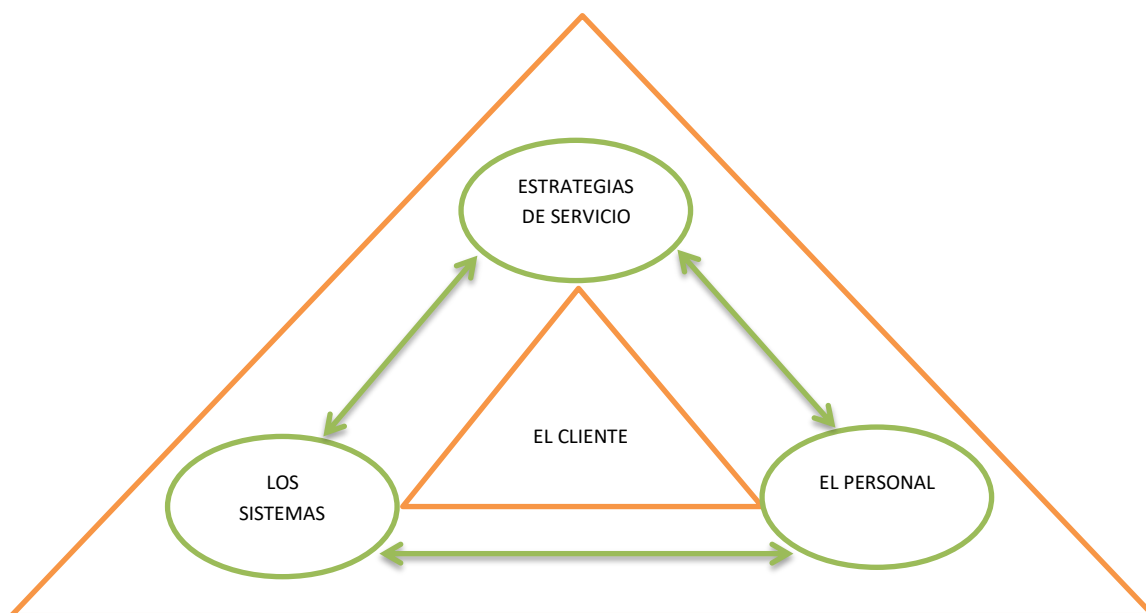 ESTRATEGIAS
DE SERVICIO
EL CLIENTE
LOS
SISTEMAS
EL PERSONAL